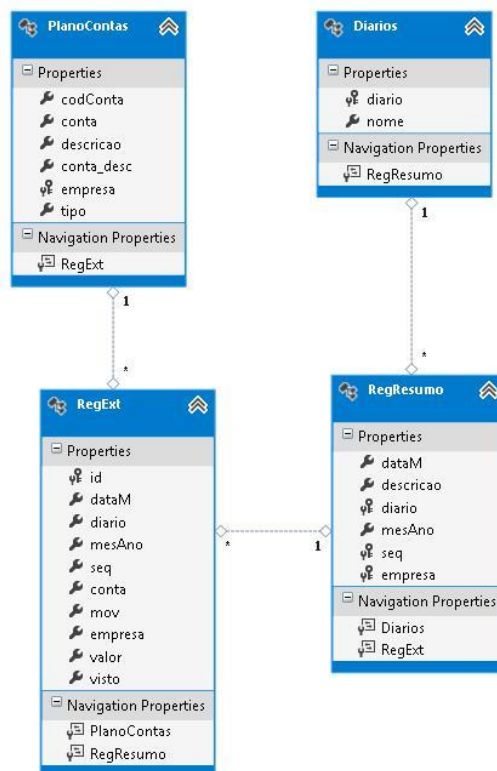 PlanoContas
Properties
codConta
conta
descricao
conta_desc
empresa
tipo
Navigation Properties
RegExt
Diarios
Properties
diario
nome
Navigation Properties
RegResumo
1
*
1
*
RegExt
Properties
id
dataM
diario
mesAno
seq
conta
mov
empresa
valor
visto
Navigation Properties
PlanoContas
RegResumo
*
1
RegResumo
Properties
dataM
descricao
diario
mesAno
seq
empresa
Navigation Properties
Diarios
RegExt